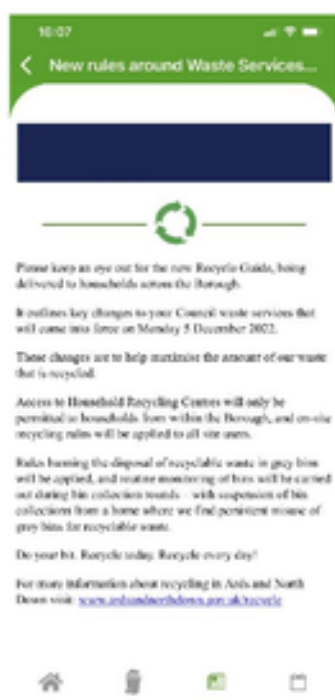 16:07
New rules around Waste Services...
Please keep an eye out for the new Recycle Guide, being
delivered to households across the Borough.
It outlines key changes to your Council waste services that
will come into force on Monday 5 December 2022.
These changes are to help maximise the amount of our waste
that is recycled.
Access to Household Recycling Centres will only be
permitted to households from within the Borough, and on-site
recycling rules will be applied to all site users.
Rules banning the disposal of recyclable waste in grey bins
will be applied, and routine monitoring of bins will be carried
out during bin collection rounds – with suspension of bin
collections from a home where we find persistent misuse of
grey bins for recyclable waste.
Do your bit. Recycle today. Recycle every day!
For more information about recycling in Ards and North
Down visit: www.ardsandnorthdown.gov.uk/recycle